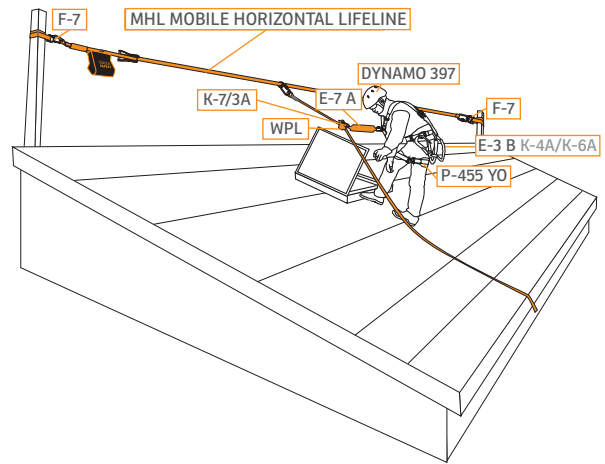 F-7
MHL MOBILE HORIZONTAL LIFELINE
DYNAMO 397
K-7/3A
E-7 A
F-7
WPL
E-3 B K-4A/K-6A
P-455 YO